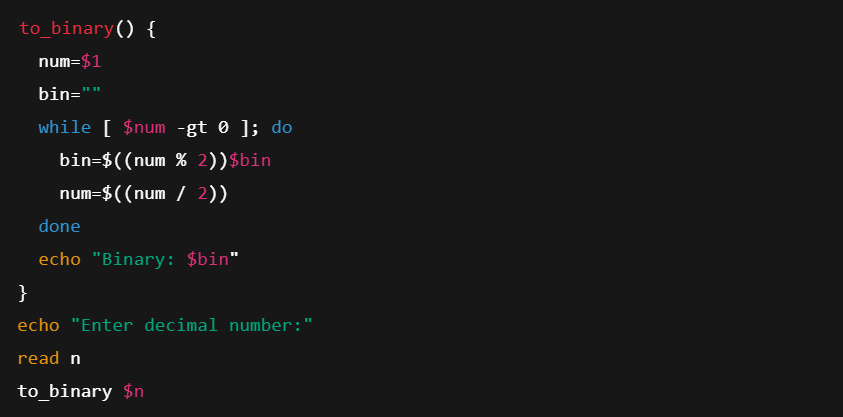 to_binary() {
  num=$1
  bin=""
  while [ $num -gt 0 ]; do
    bin=$((num % 2))$bin
    num=$((num / 2))
  done
  echo "Binary: $bin"
}
echo "Enter decimal number:"
read n
to_binary $n